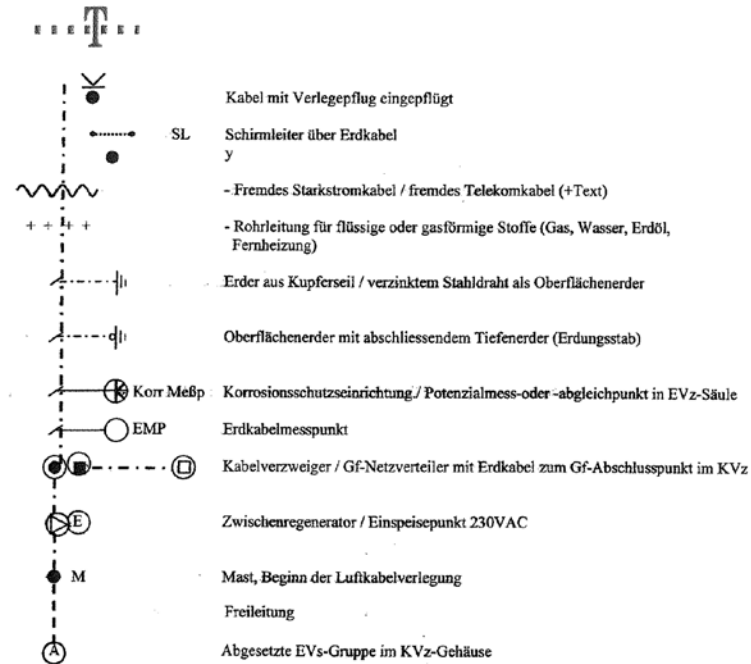 T
Kabel mit Verlegepflug eingepflügt
SL Schirmleiter über Erdkabel
y
- Fremdes Starkstromkabel / fremdes Telekomkabel (+Text)
+ + + + - Rohrleitung für flüssige oder gasförmige Stoffe (Gas, Wasser, Erdöl,
Fernheizung)
Erder aus Kupferseil / verzinktem Stahldraht als Oberflächenerder
Oberflächenerder mit abschliessendem Tiefenerder (Erdungsstab)
Korr Meßp Korrosionsschutzseinrichtung / Potenzialmess-oder -abgleichpunkt in EVz-Säule
EMP Erdkabelmesspunkt
Kabelverzweiger / Gf-Netzverteiler mit Erdkabel zum Gf-Abschlusspunkt im KVz
E Zwischenregenerator / Einspeisepunkt 230VAC
M Mast, Beginn der Luftkabelverlegung
Freileitung
A Abgesetzte EVs-Gruppe im KVz-Gehäuse